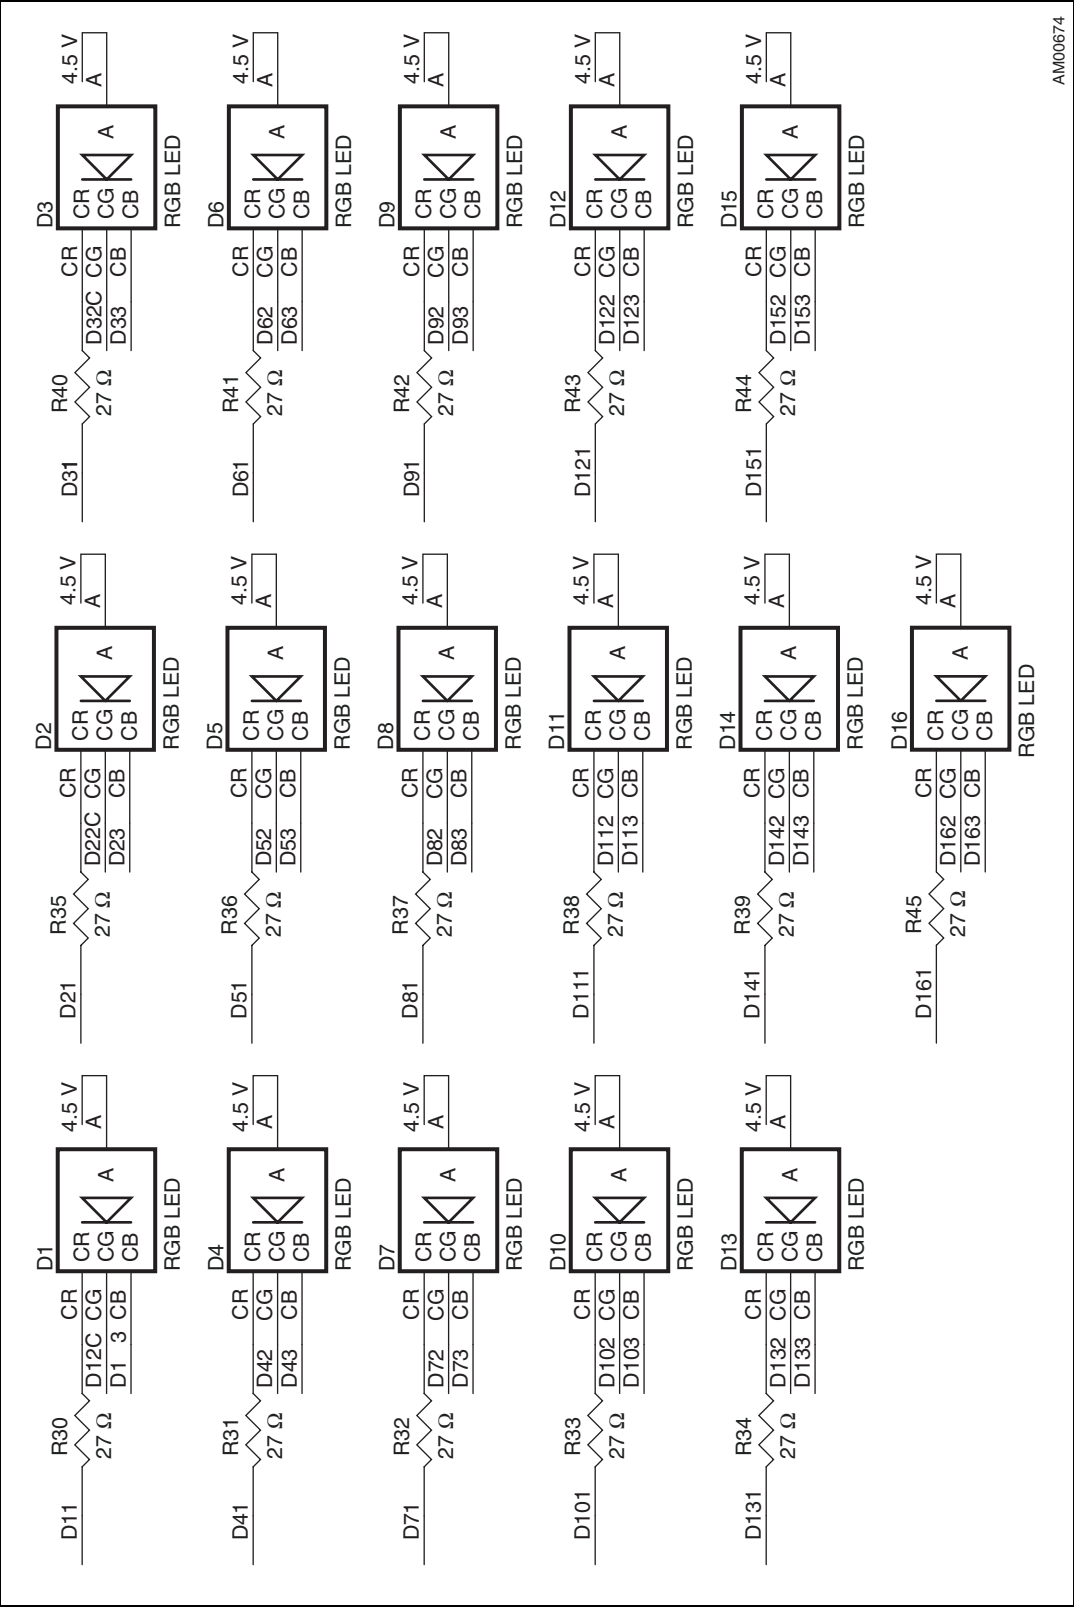 D1
R30
D11 CR 4.5 V
CR
D12C CG A
27 Ω CG A
D1 3 CB
CB
RGB LED
D2
R35
D21 CR 4.5 V
CR
D22C CG A
27 Ω CG A
D23 CB
CB
RGB LED
D3
R40
D31 CR 4.5 V
CR
D32C CG A
27 Ω CG A
D33 CB
CB
RGB LED
D4
R31
D41 CR 4.5 V
CR
D42 CG A
27 Ω CG A
D43 CB
CB
RGB LED
D5
R36
D51 CR 4.5 V
CR
D52 CG A
27 Ω CG A
D53 CB
CB
RGB LED
D6
R41
D61 CR 4.5 V
CR
D62 CG A
27 Ω CG A
D63 CB
CB
RGB LED
D7
R32
D71 CR 4.5 V
CR
D72 CG A
27 Ω CG A
D73 CB
CB
RGB LED
D8
R37
D81 CR 4.5 V
CR
D82 CG A
27 Ω CG A
D83 CB
CB
RGB LED
D9
R42
D91 CR 4.5 V
CR
D92 CG A
27 Ω CG A
D93 CB
CB
RGB LED
D10
R33
D101 CR 4.5 V
CR
D102 CG A
27 Ω CG A
D103 CB
CB
RGB LED
D11
R38
D111 CR 4.5 V
CR
D112 CG A
27 Ω CG A
D113 CB
CB
RGB LED
D12
R43
D121 CR 4.5 V
CR
D122 CG A
27 Ω CG A
D123 CB
CB
RGB LED
D13
R34
D131 CR 4.5 V
CR
D132 CG A
27 Ω CG A
D133 CB
CB
RGB LED
D14
R39
D141 CR 4.5 V
CR
D142 CG A
27 Ω CG A
D143 CB
CB
RGB LED
D15
R44
D151 CR 4.5 V
CR
D152 CG A
27 Ω CG A
D153 CB
CB
RGB LED
D16
R45
D161 CR 4.5 V
CR
D162 CG A
27 Ω CG A
D163 CB
CB
RGB LED
AM00674